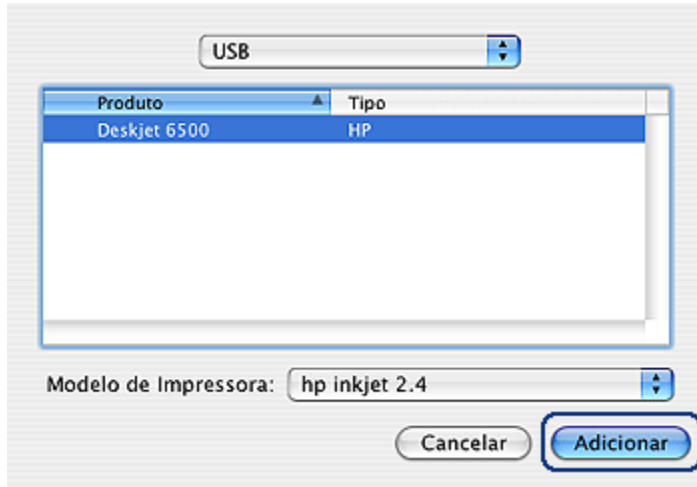 USB
Produto Tipo
Deskjet 6500 HP
Modelo de Impressora: hp inkjet 2.4
Cancelar Adicionar